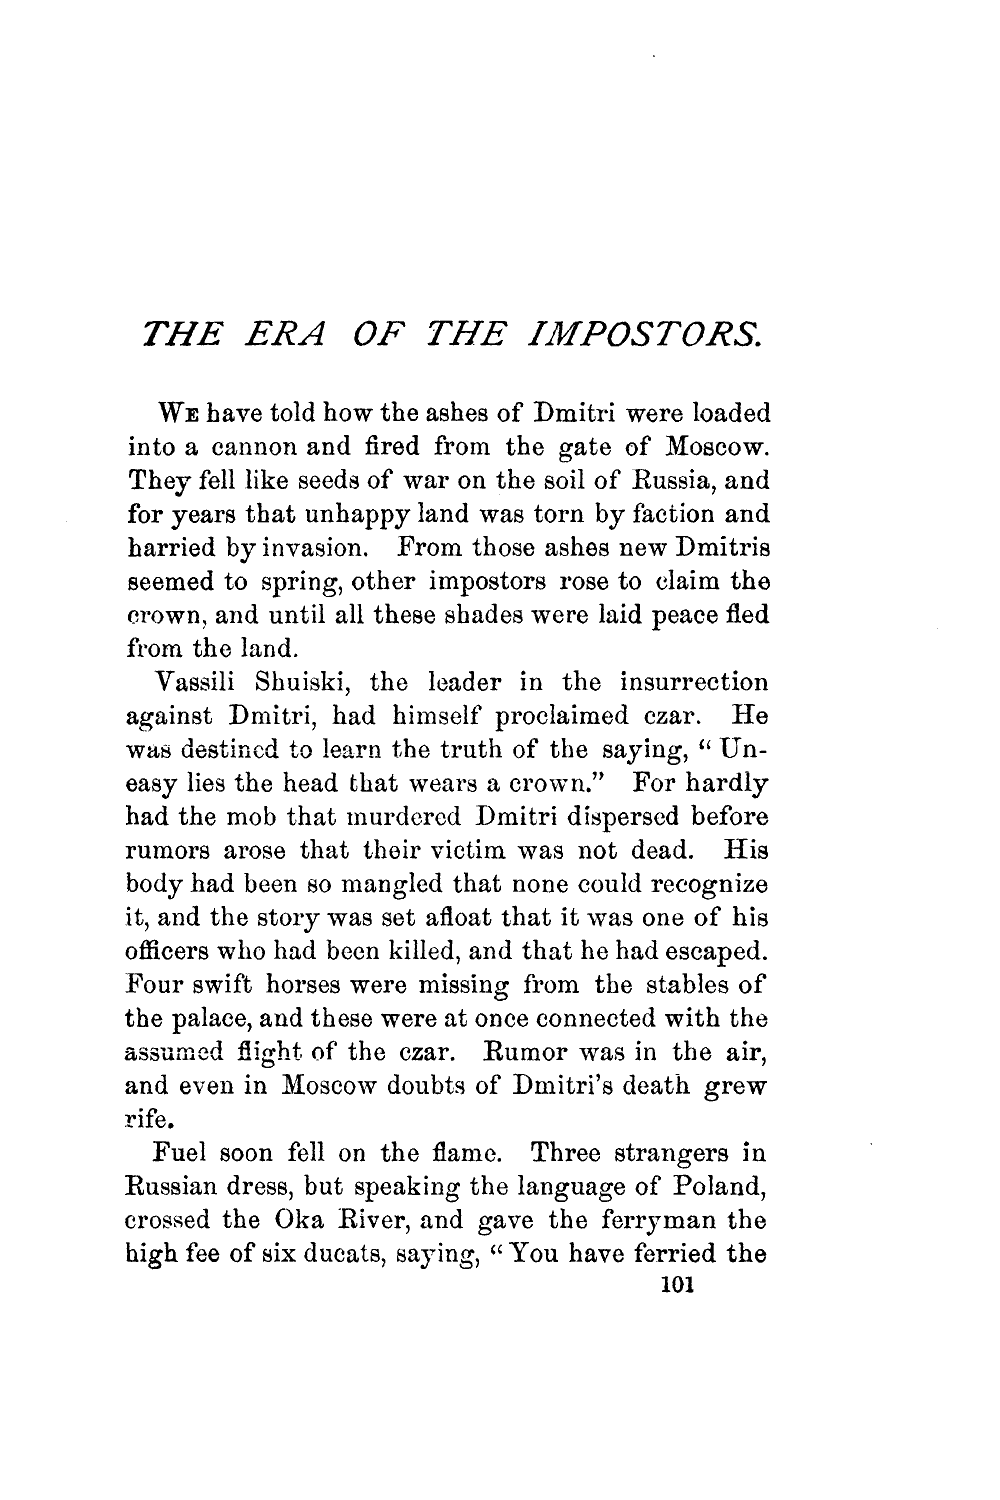 THE ERA OF THE IMPOSTORS.
WE have told how the ashes of Dmitri were loaded
into a cannon and fired from the gate of Moscow.
They fell like seeds of war on the soil of Russia, and
for years that unhappy land was torn by faction and
harried by invasion. From those ashes new Dmitris
seemed to spring, other impostors rose to claim the
crown, and until all these shades were laid peace fled
from the land.
Vassili Shuiski, the leader in the insurrection
against Dmitri, had himself proclaimed czar. He
was destined to learn the truth of the saying, “ Un-
easy lies the head that wears a crown.” For hardly
had the mob that murdered Dmitri dispersed before
rumors arose that their victim was not dead. His
body had been so mangled that none could recognize
it, and the story was set afloat that it was one of his
officers who had been killed, and that he had escaped.
Four swift horses were missing from the stables of
the palace, and these were at once connected with the
assumed flight of the czar. Rumor was in the air,
and even in Moscow doubts of Dmitri’s death grew
rife.
Fuel soon fell on the flame. Three strangers in
Russian dress, but speaking the language of Poland,
crossed the Oka River, and gave the ferryman the
high fee of six ducats, saying, “ You have ferried the
101